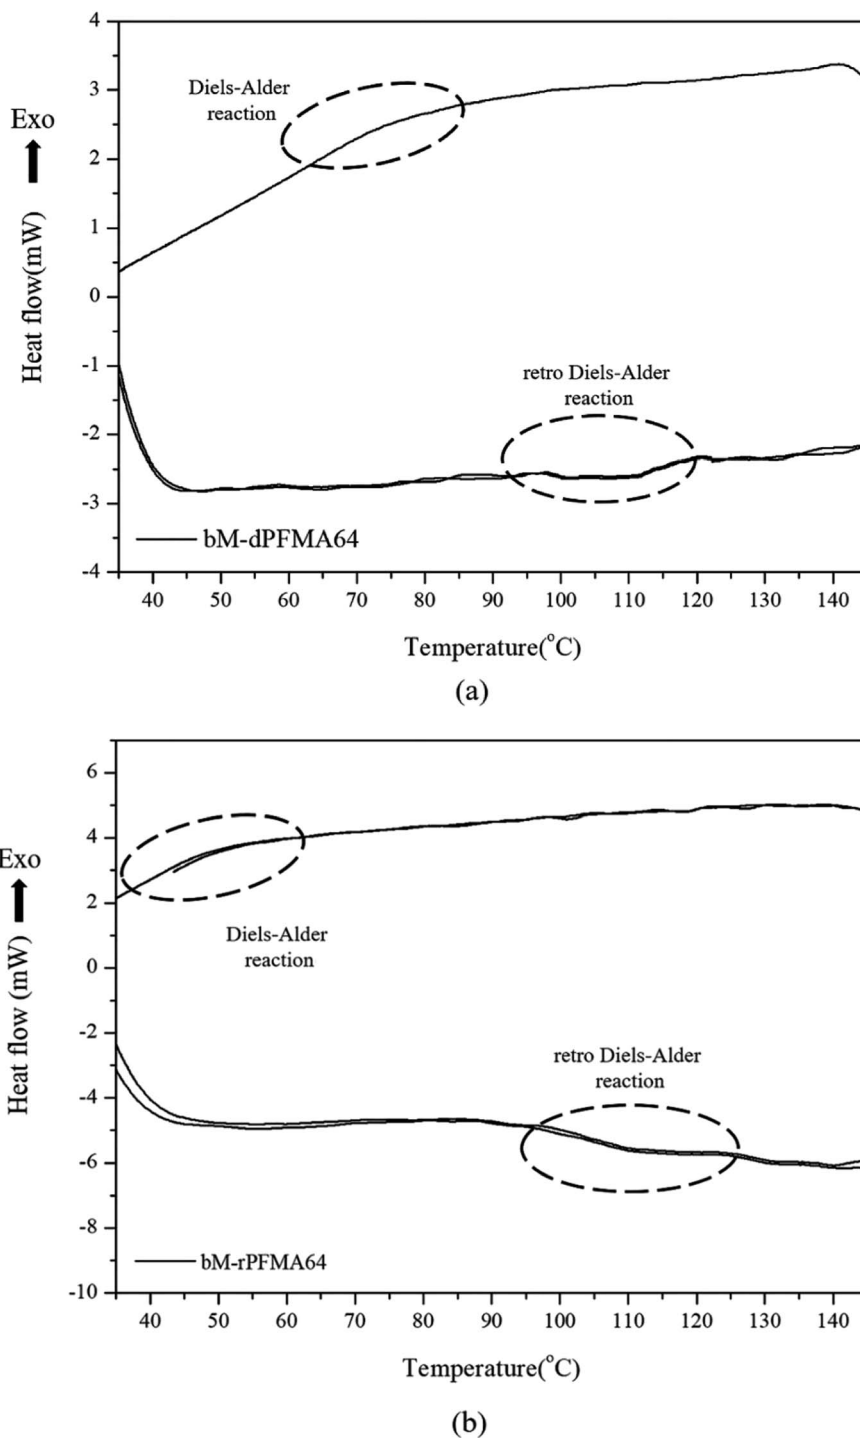 4
3
2
1
0
-1
-2
-3
-4
Exo
Heat flow(mW)
Diels-Alder
reaction
retro Diels-Alder
reaction
bM-dPFMA64
40 50 60 70 80 90 100 110 120 130 140
Temperature(°C)
(a)
6
4
2
0
-2
-4
-6
-8
-10
Exo
Heat flow (mW)
Diels-Alder
reaction
retro Diels-Alder
reaction
bM-rPFMA64
40 50 60 70 80 90 100 110 120 130 140
Temperature(°C)
(b)